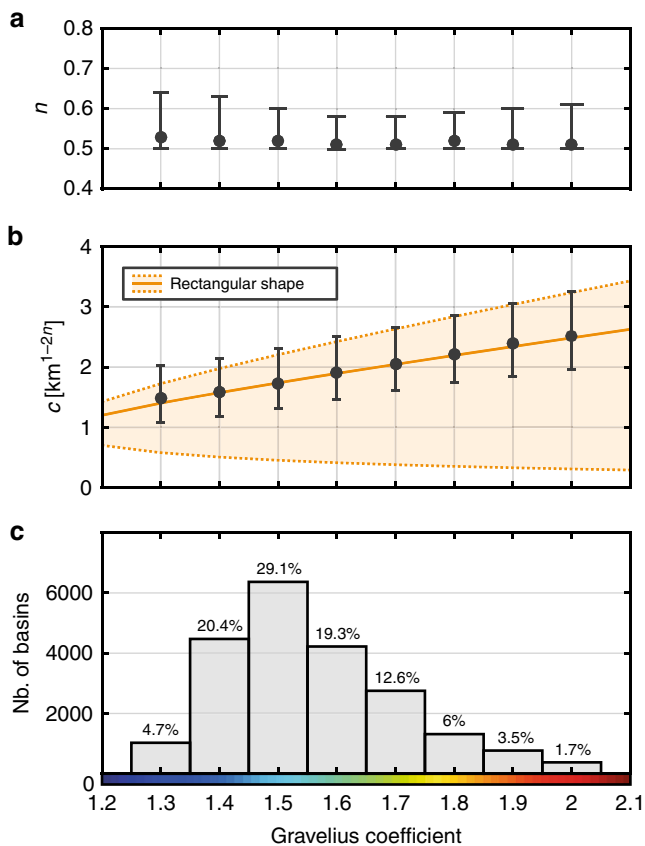 a
0.8
0.7
0.6
0.5
0.4
n
b
4
3
2
1
0
c [km^1–2n]
Rectangular shape
c
6000
4000
2000
0
Nb. of basins
4.7%
20.4%
29.1%
19.3%
12.6%
6%
3.5%
1.7%
1.2 1.3 1.4 1.5 1.6 1.7 1.8 1.9 2 2.1
Gravelius coefficient